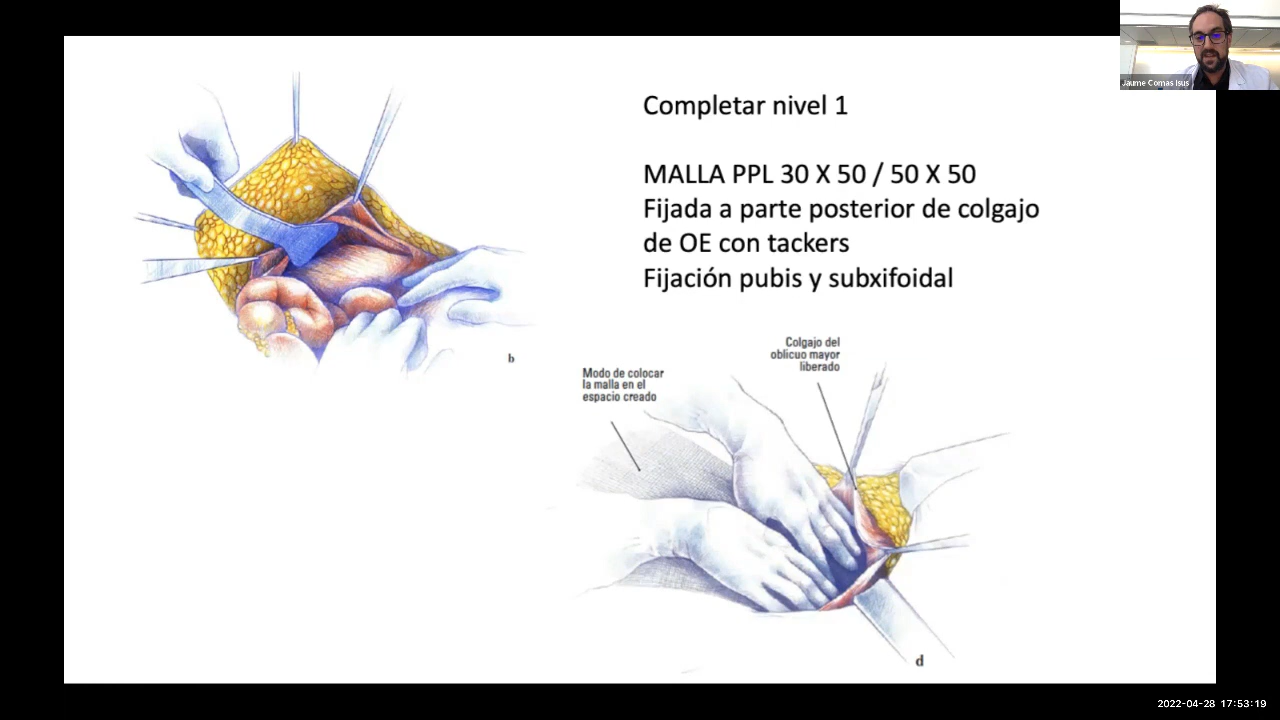 Jaume Comas Isus
Completar nivel 1
MALLA PPL 30 X 50 / 50 X 50
Fijada a parte posterior de colgajo
de OE con tackers
Fijación pubis y subxifoidal
b
Colgajo del
oblicuo mayor
liberado
Modo de colocar
la malla en el
espacio creado
d
2022-04-28 17:53:19